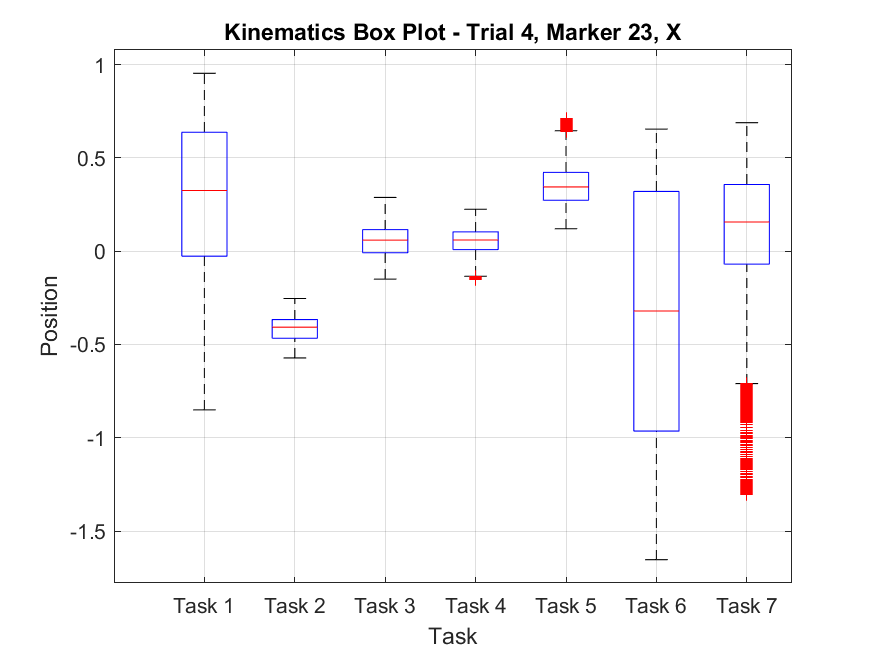 Kinematics Box Plot - Trial 4, Marker 23, X
1
0.5
0
-0.5
-1
-1.5
Position
Task 1 Task 2 Task 3 Task 4 Task 5 Task 6 Task 7
Task